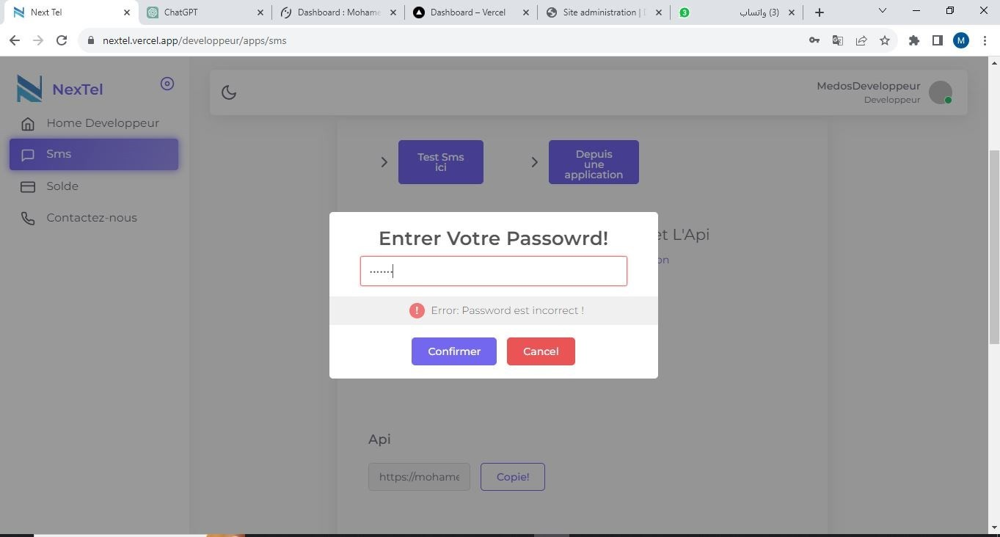 Next Tel
ChatGPT
Dashboard : Mohame
Dashboard – Vercel
Site administration | D
3
(3) واتساب
nextel.vercel.app/developpeur/apps/sms
M
NexTel
MedosDeveloppeur
Developpeur
Home Developpeur
Sms
Solde
Contactez-nous
Test Sms
ici
Depuis
une
application
et L'Api
on
Entrer Votre Passowrd!
! Error: Password est incorrect !
Confirmer
Cancel
Api
https://mohame
Copie!